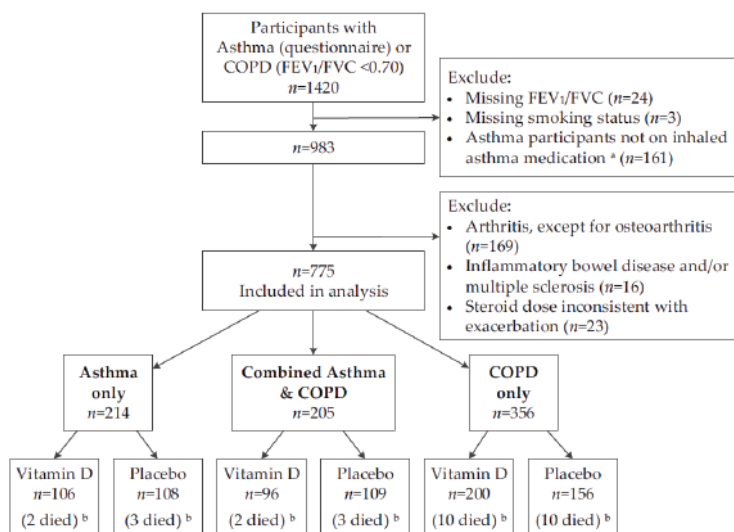 Participants with
Asthma (questionnaire) or
COPD (FEV₁/FVC <0.70)
n=1420
Exclude:
• Missing FEV₁/FVC (n=24)
• Missing smoking status (n=3)
• Asthma participants not on inhaled
asthma medication ᵃ (n=161)
n=983
Exclude:
• Arthritis, except for osteoarthritis
(n=169)
• Inflammatory bowel disease and/or
multiple sclerosis (n=16)
• Steroid dose inconsistent with
exacerbation (n=23)
n=775
Included in analysis
Asthma
only
n=214
Combined Asthma
& COPD
n=205
COPD
only
n=356
Vitamin D
n=106
(2 died) ᵇ
Placebo
n=108
(3 died) ᵇ
Vitamin D
n=96
(2 died) ᵇ
Placebo
n=109
(3 died) ᵇ
Vitamin D
n=200
(10 died) ᵇ
Placebo
n=156
(10 died) ᵇ